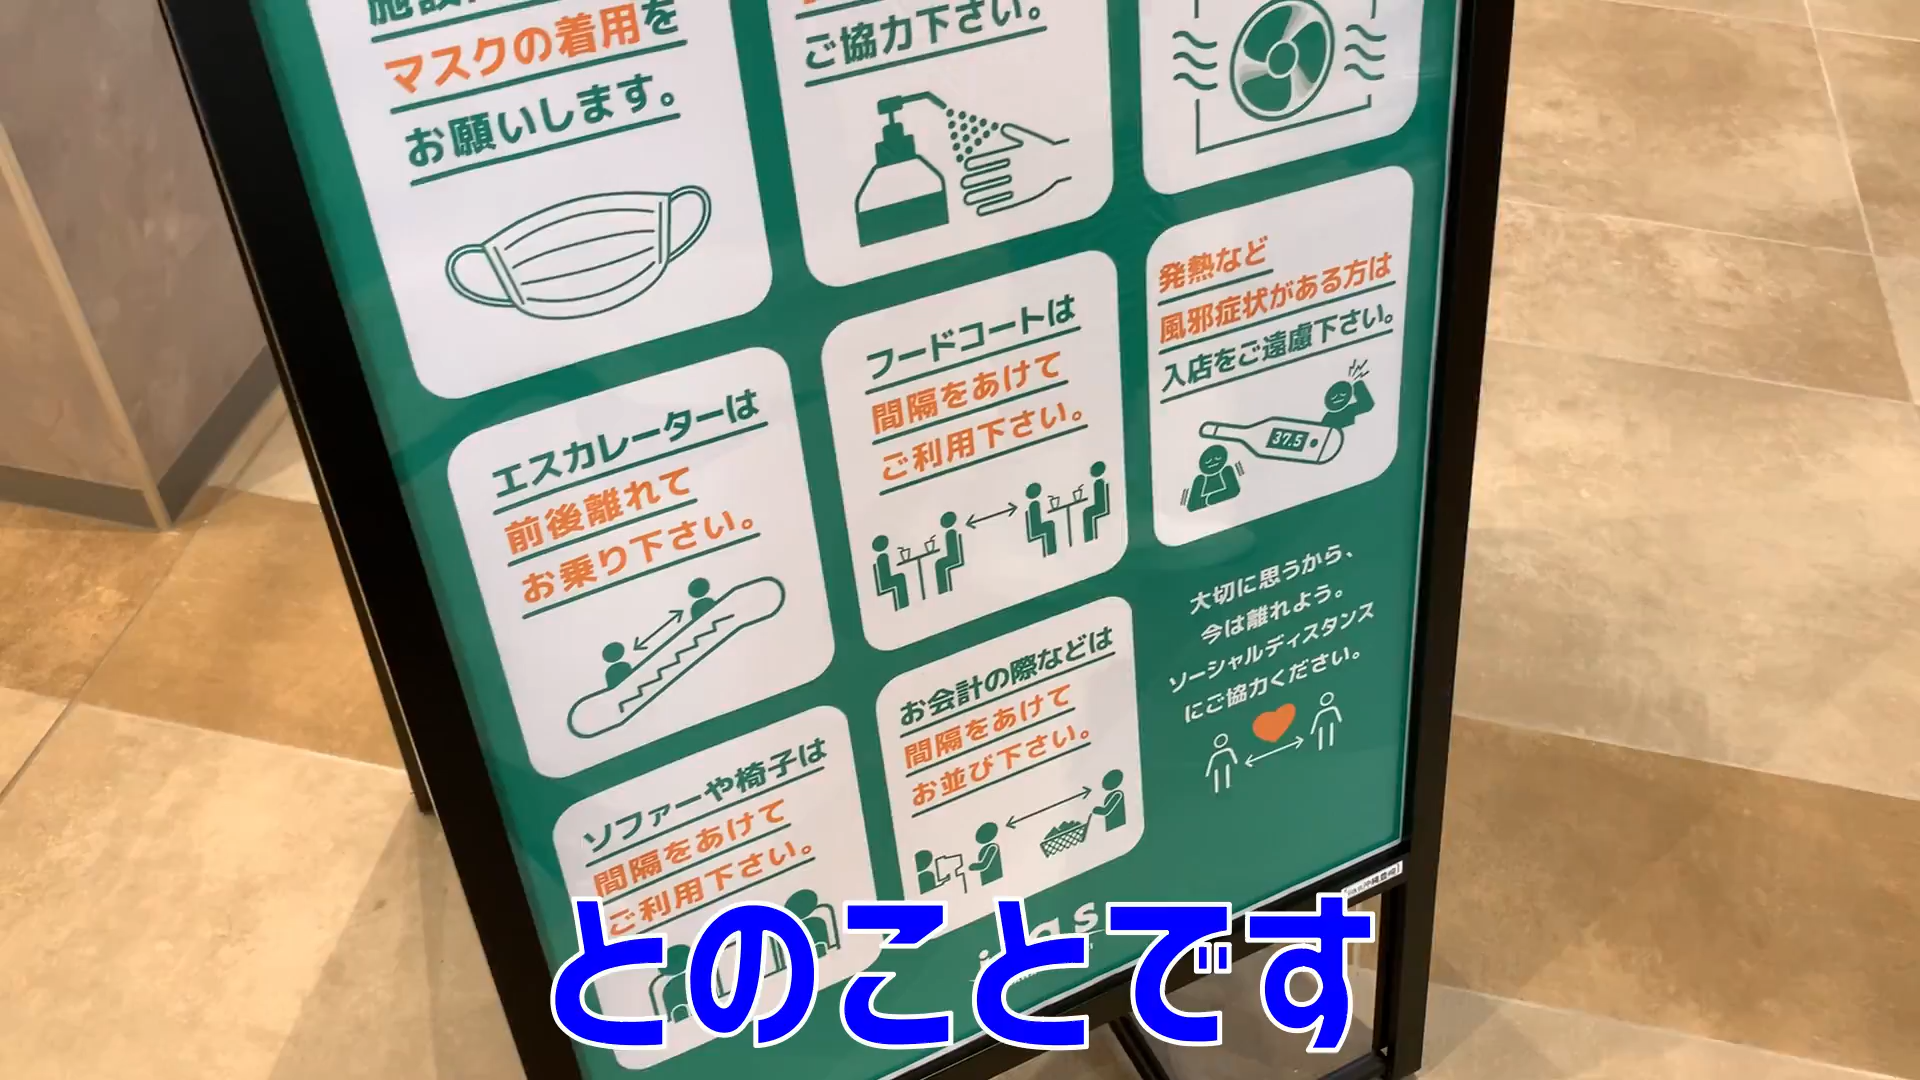 マスクの着用を
お願いします。
ご協力下さい。
エスカレーターは
前後離れて
お乗り下さい。
フードコートは
間隔をあけて
ご利用下さい。
発熱など
風邪症状がある方は
入店をご遠慮下さい。
37.5
ソファーや椅子は
間隔をあけて
ご利用下さい。
お会計の際などは
間隔をあけて
お並び下さい。
大切に思うから、
今は離れよう。
ソーシャルディスタンス
にご協力ください。
とのことです